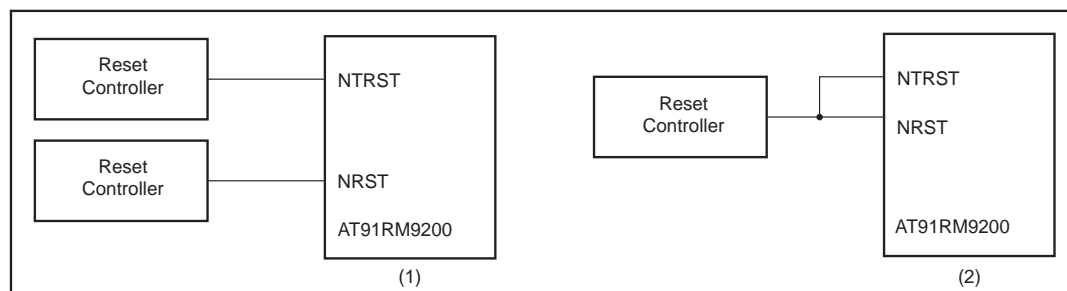 Reset
Controller
NTRST
Reset
Controller
NRST
AT91RM9200
(1)
Reset
Controller
NTRST
NRST
AT91RM9200
(2)